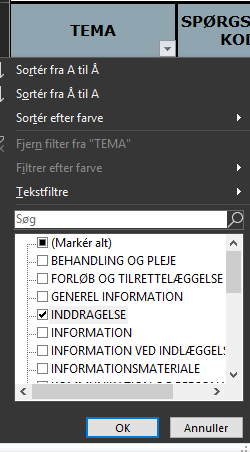 TEMA
SPØRGS
KOD
Sortér fra A til Å
Sortér fra Å til A
Sortér efter farve
Fjern filter fra "TEMA"
Filtrer efter farve
Tekstfiltre
Søg
(Markér alt)
BEHANDLING OG PLEJE
FORLØB OG TILRETTELÆGGELSE
GENEREL INFORMATION
INDDRAGELSE
INFORMATION
INFORMATION VED INDLÆGGELS
INFORMATIONSMATERIALE
OK
Annuller